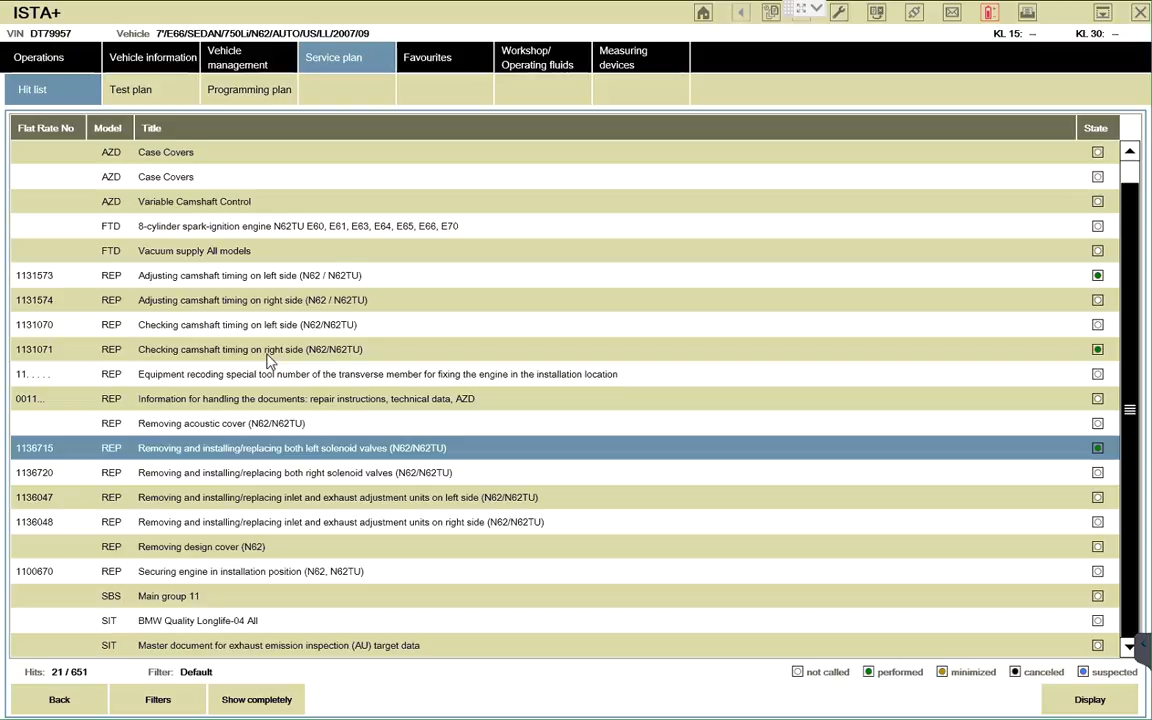 ISTA+
VIN DT79957 Vehicle 7"/E66/SEDAN/750Li/N62/AUTO/US/LL/2007/09 KL 15: -- KL 30: --
Operations Vehicle information Vehicle management Service plan Favourites Workshop/ Operating fluids Measuring devices
Hit list Test plan Programming plan
Flat Rate No Model Title State
AZD Case Covers
AZD Case Covers
AZD Variable Camshaft Control
FTD 8-cylinder spark-ignition engine N62TU E60, E61, E63, E64, E65, E66, E70
FTD Vacuum supply All models
1131573 REP Adjusting camshaft timing on left side (N62 / N62TU)
1131574 REP Adjusting camshaft timing on right side (N62 / N62TU)
1131070 REP Checking camshaft timing on left side (N62/N62TU)
1131071 REP Checking camshaft timing on right side (N62/N62TU)
11. . . . . REP Equipment recoding special tool number of the transverse member for fixing the engine in the installation location
0011... REP Information for handling the documents: repair instructions, technical data, AZD
REP Removing acoustic cover (N62/N62TU)
1136715 REP Removing and installing/replacing both left solenoid valves (N62/N62TU)
1136720 REP Removing and installing/replacing both right solenoid valves (N62/N62TU)
1136047 REP Removing and installing/replacing inlet and exhaust adjustment units on left side (N62/N62TU)
1136048 REP Removing and installing/replacing inlet and exhaust adjustment units on right side (N62/N62TU)
REP Removing design cover (N62)
1100670 REP Securing engine in installation position (N62, N62TU)
SBS Main group 11
SIT BMW Quality Longlife-04 All
SIT Master document for exhaust emission inspection (AU) target data
Hits: 21 / 651 Filter: Default not called performed minimized canceled suspected
Back Filters Show completely Display